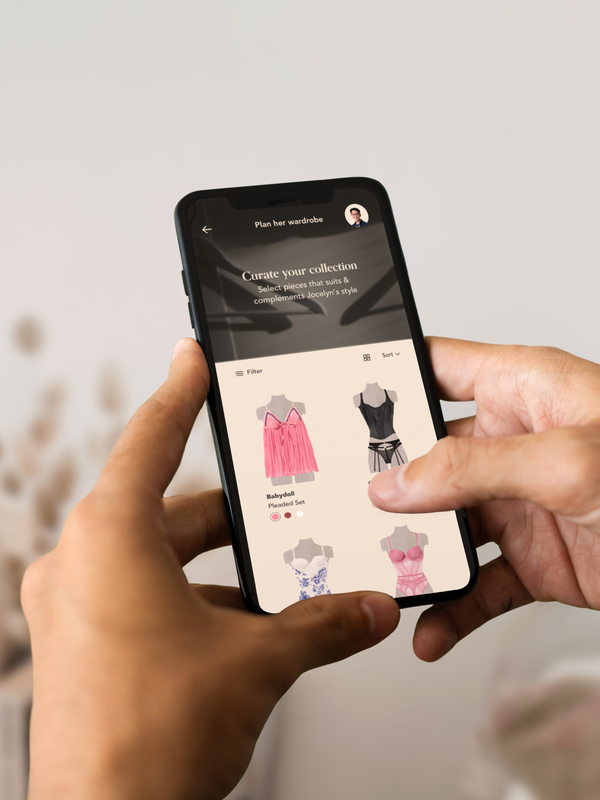 Plan her wardrobe
Curate your collection
Select pieces that suits &
complements Jocelyn's style
Filter
Sort
Babydoll
Pleaded Set